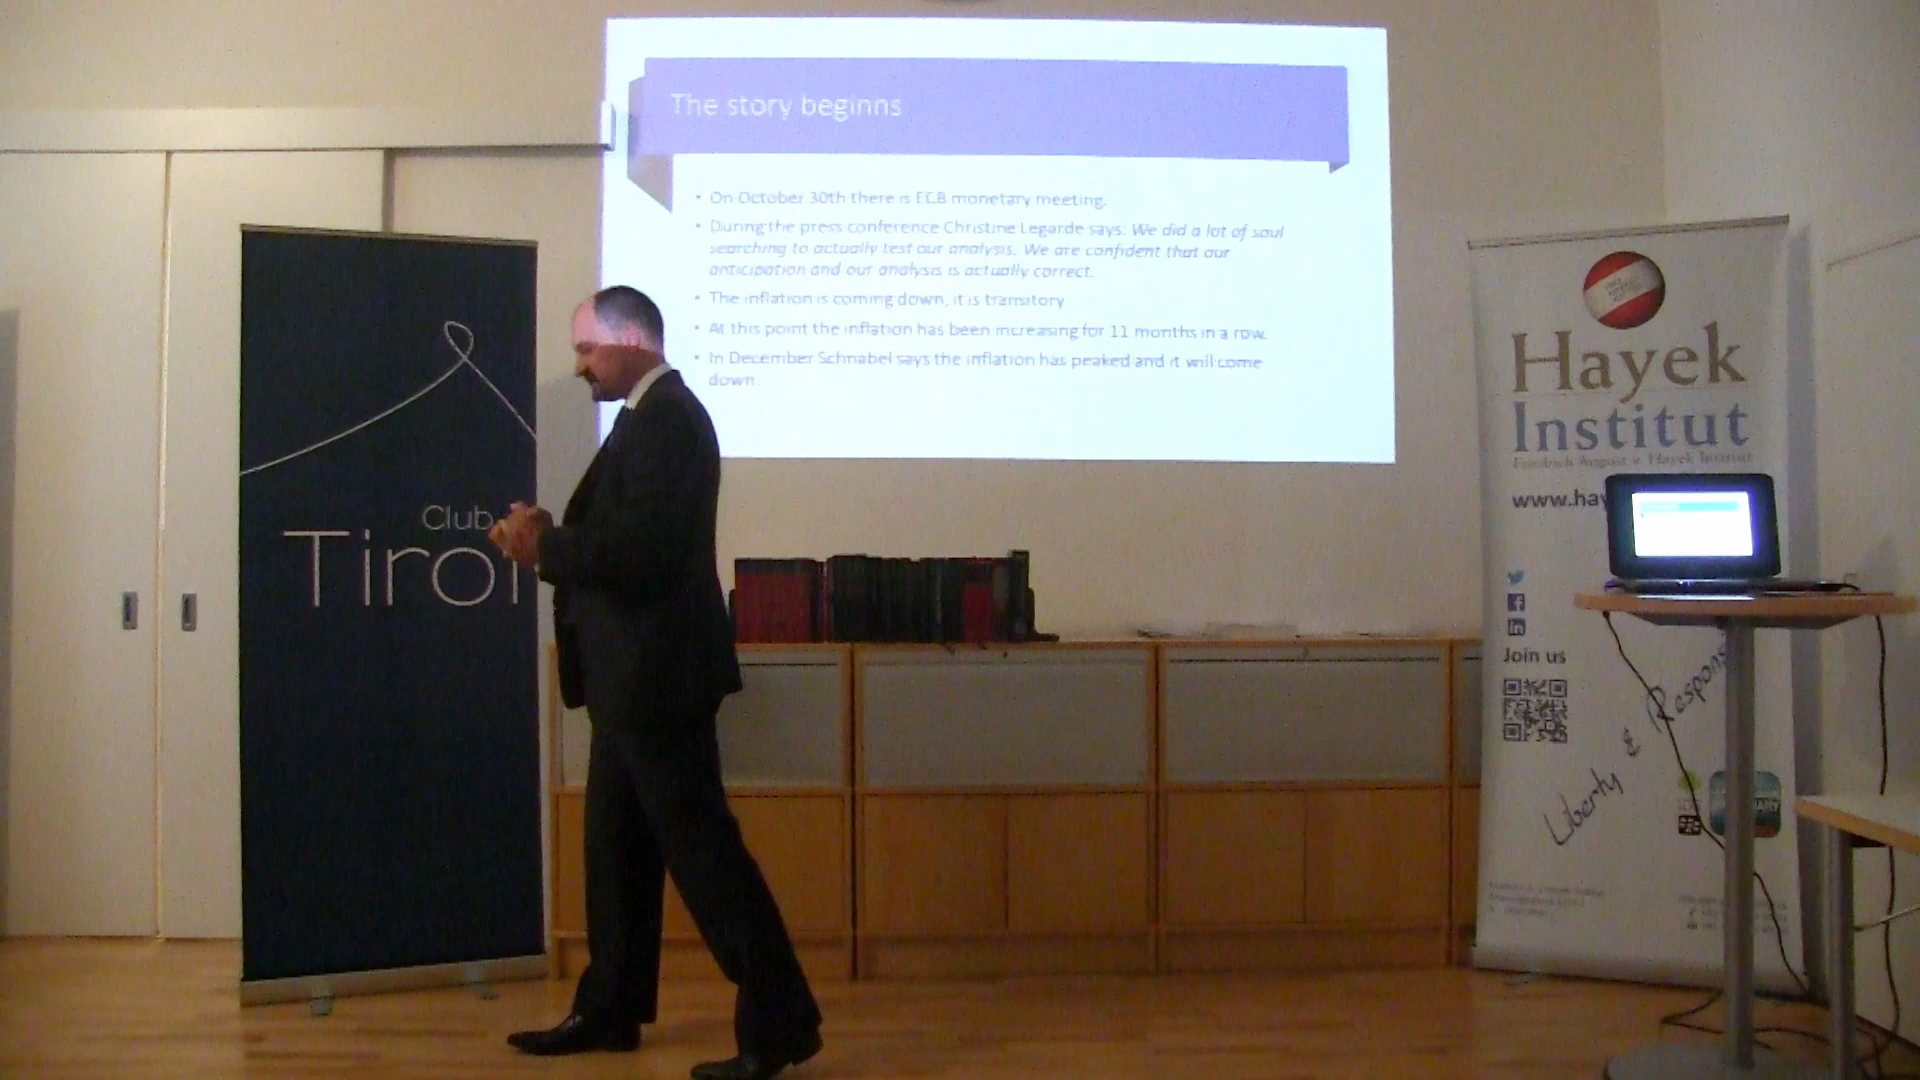 The story beginns
• On October 30th there is ECB monetary meeting.
• During the press conference Christine Legarde says: We did a lot of soul
searching to actually test our analysis. We are confident that our
anticipation and our analysis is actually correct.
• The inflation is coming down, it is transitory
• At this point the inflation has been increasing for 11 months in a row.
• In December Schnabel says the inflation has peaked and it will come
down.
Club
Tirol
Hayek
Institut
Friedrich August v. Hayek Institut
www.hay
Join us
Liberty & Respons